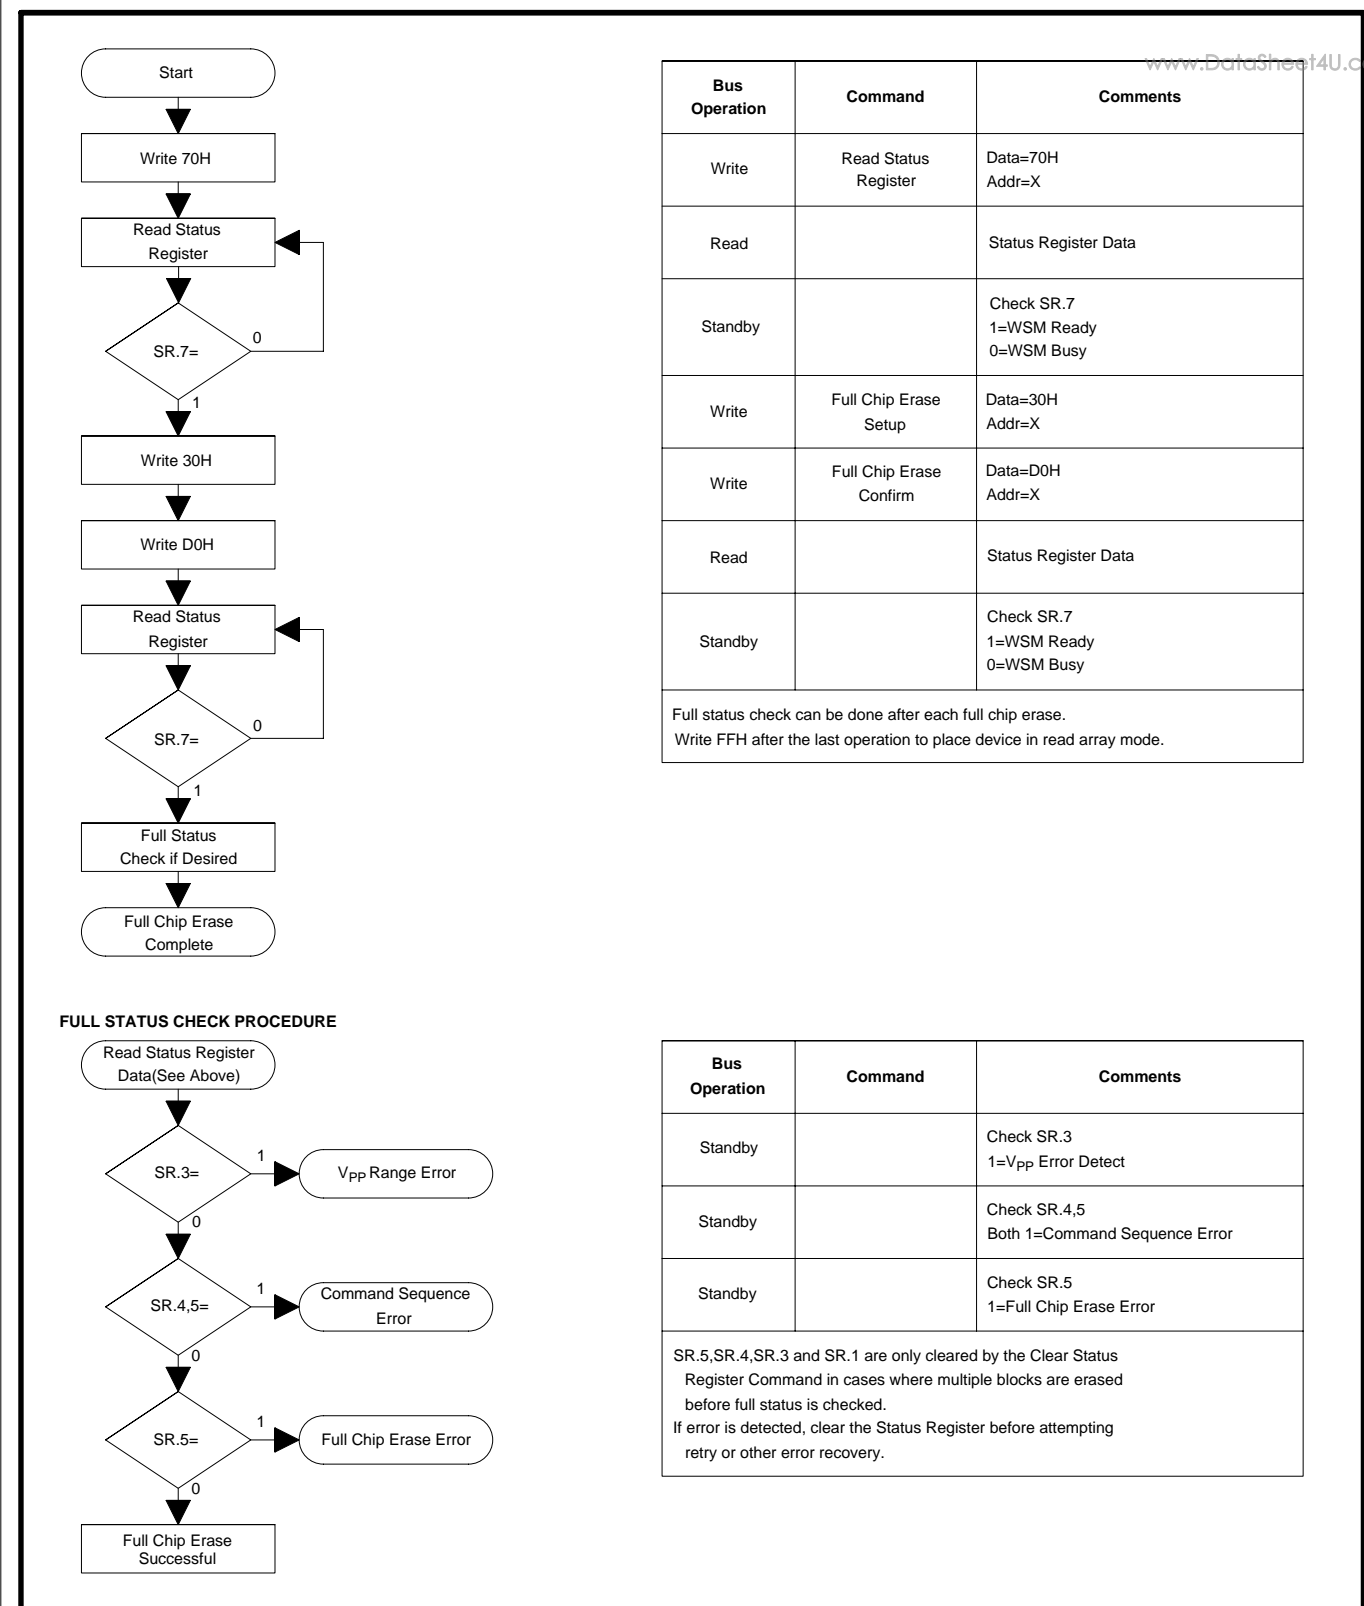 www.DataSheet4U.c
Start
Write 70H
Read Status
Register
SR.7=
0
1
Write 30H
Write D0H
Read Status
Register
SR.7=
0
1
Full Status
Check if Desired
Full Chip Erase
Complete
Bus
Operation
Command
Comments
Write
Read Status
Register
Data=70H
Addr=X
Read
Status Register Data
Standby
Check SR.7
1=WSM Ready
0=WSM Busy
Write
Full Chip Erase
Setup
Data=30H
Addr=X
Write
Full Chip Erase
Confirm
Data=D0H
Addr=X
Read
Status Register Data
Standby
Check SR.7
1=WSM Ready
0=WSM Busy
Full status check can be done after each full chip erase.
Write FFH after the last operation to place device in read array mode.
FULL STATUS CHECK PROCEDURE
Read Status Register
Data(See Above)
SR.3=
1
VPP Range Error
0
SR.4,5=
1
Command Sequence
Error
0
SR.5=
1
Full Chip Erase Error
0
Full Chip Erase
Successful
Bus
Operation
Command
Comments
Standby
Check SR.3
1=VPP Error Detect
Standby
Check SR.4,5
Both 1=Command Sequence Error
Standby
Check SR.5
1=Full Chip Erase Error
SR.5,SR.4,SR.3 and SR.1 are only cleared by the Clear Status
Register Command in cases where multiple blocks are erased
before full status is checked.
If error is detected, clear the Status Register before attempting
retry or other error recovery.